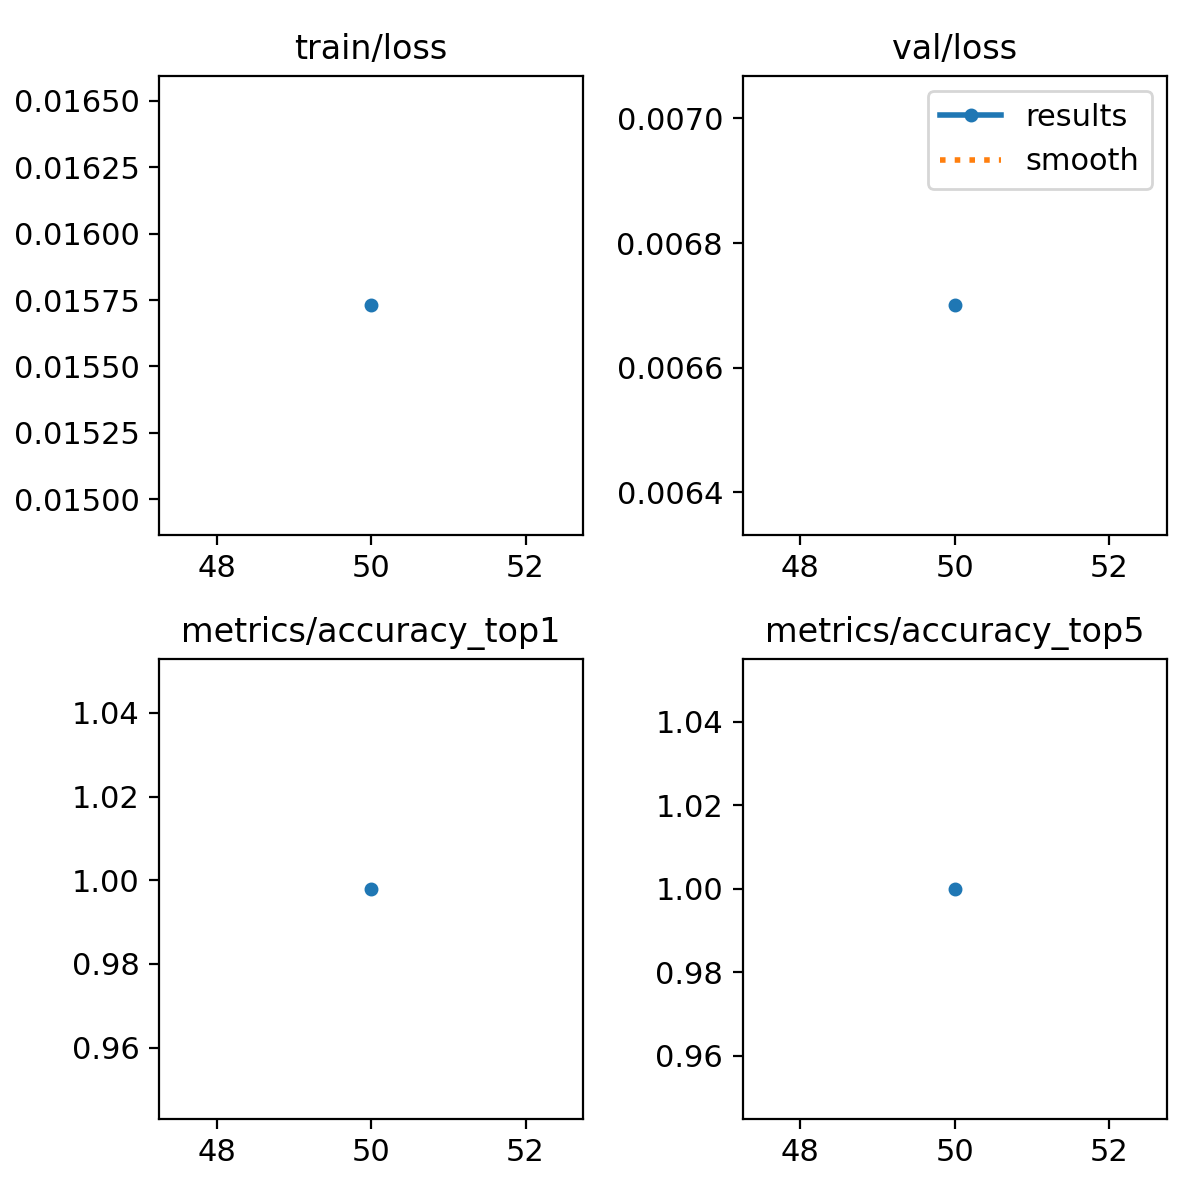 train/loss
0.01650
0.01625
0.01600
0.01575
0.01550
0.01525
0.01500
48 50 52
val/loss
results
smooth
0.0070
0.0068
0.0066
0.0064
48 50 52
metrics/accuracy_top1
1.04
1.02
1.00
0.98
0.96
48 50 52
metrics/accuracy_top5
1.04
1.02
1.00
0.98
0.96
48 50 52